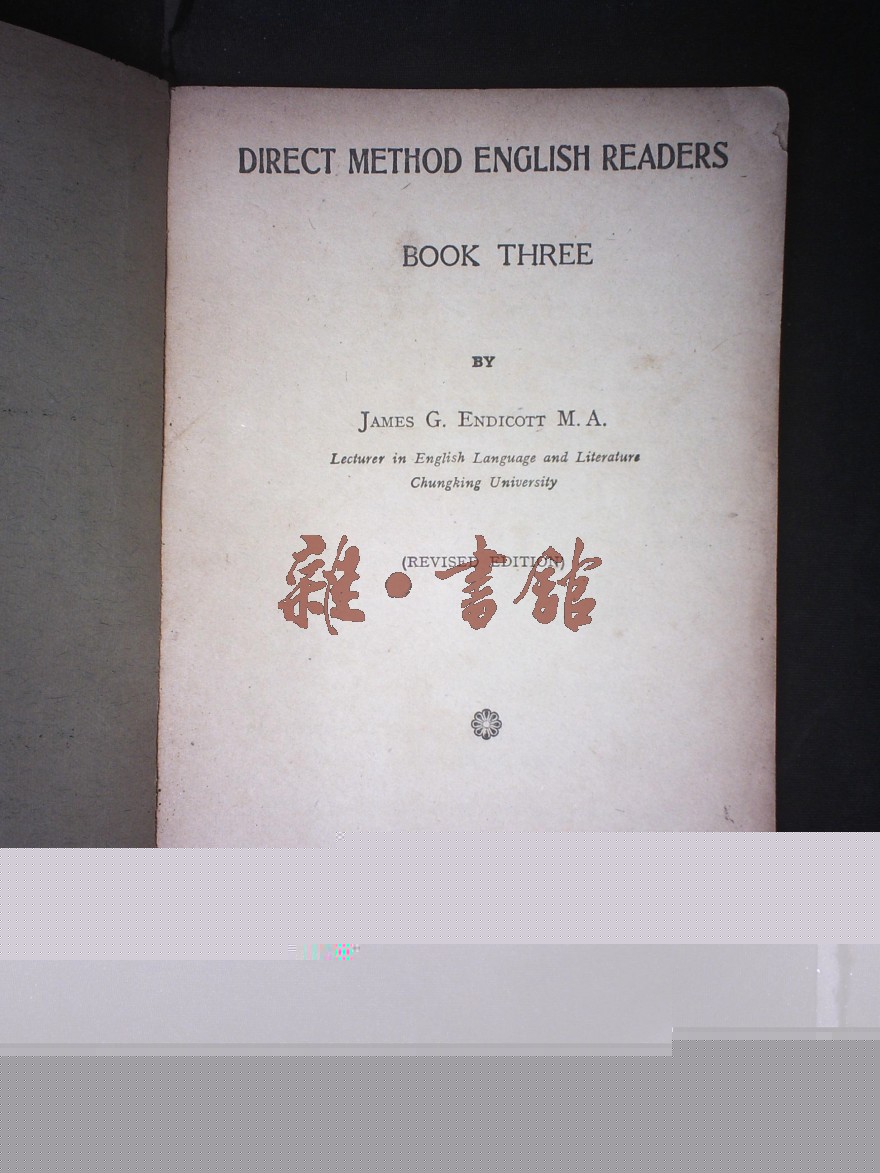 DIRECT METHOD ENGLISH READERS
BOOK THREE
BY
JAMES G. ENDICOTT M. A.
Lecturer in English Language and Literature
Chungking University
(REVISED EDITION)
雜·書館